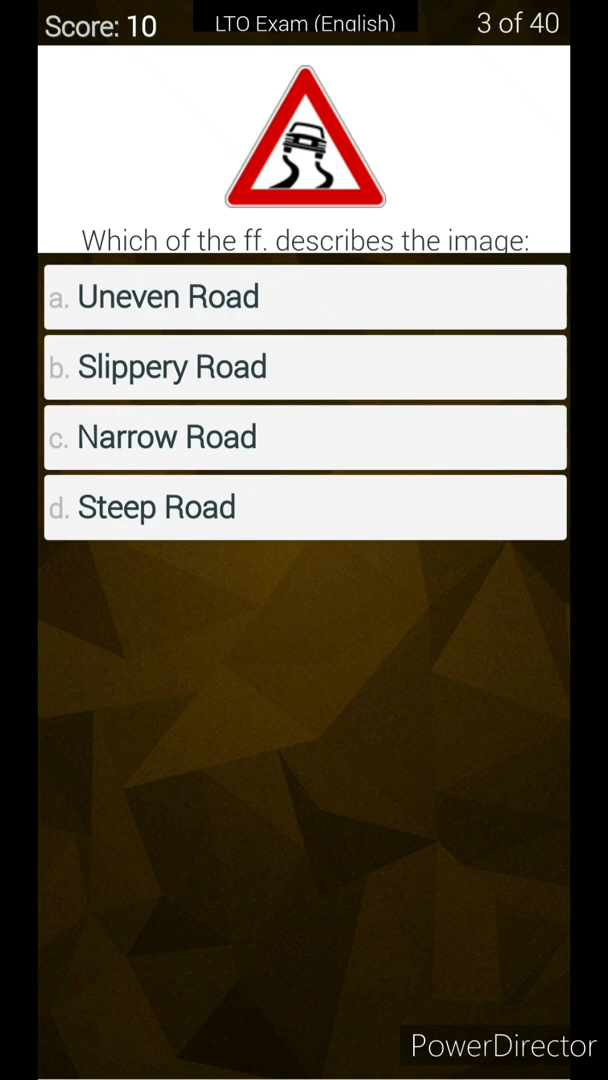 Score: 10
LTO Exam (English)
3 of 40
Which of the ff. describes the image:
a. Uneven Road
b. Slippery Road
c. Narrow Road
d. Steep Road
PowerDirector